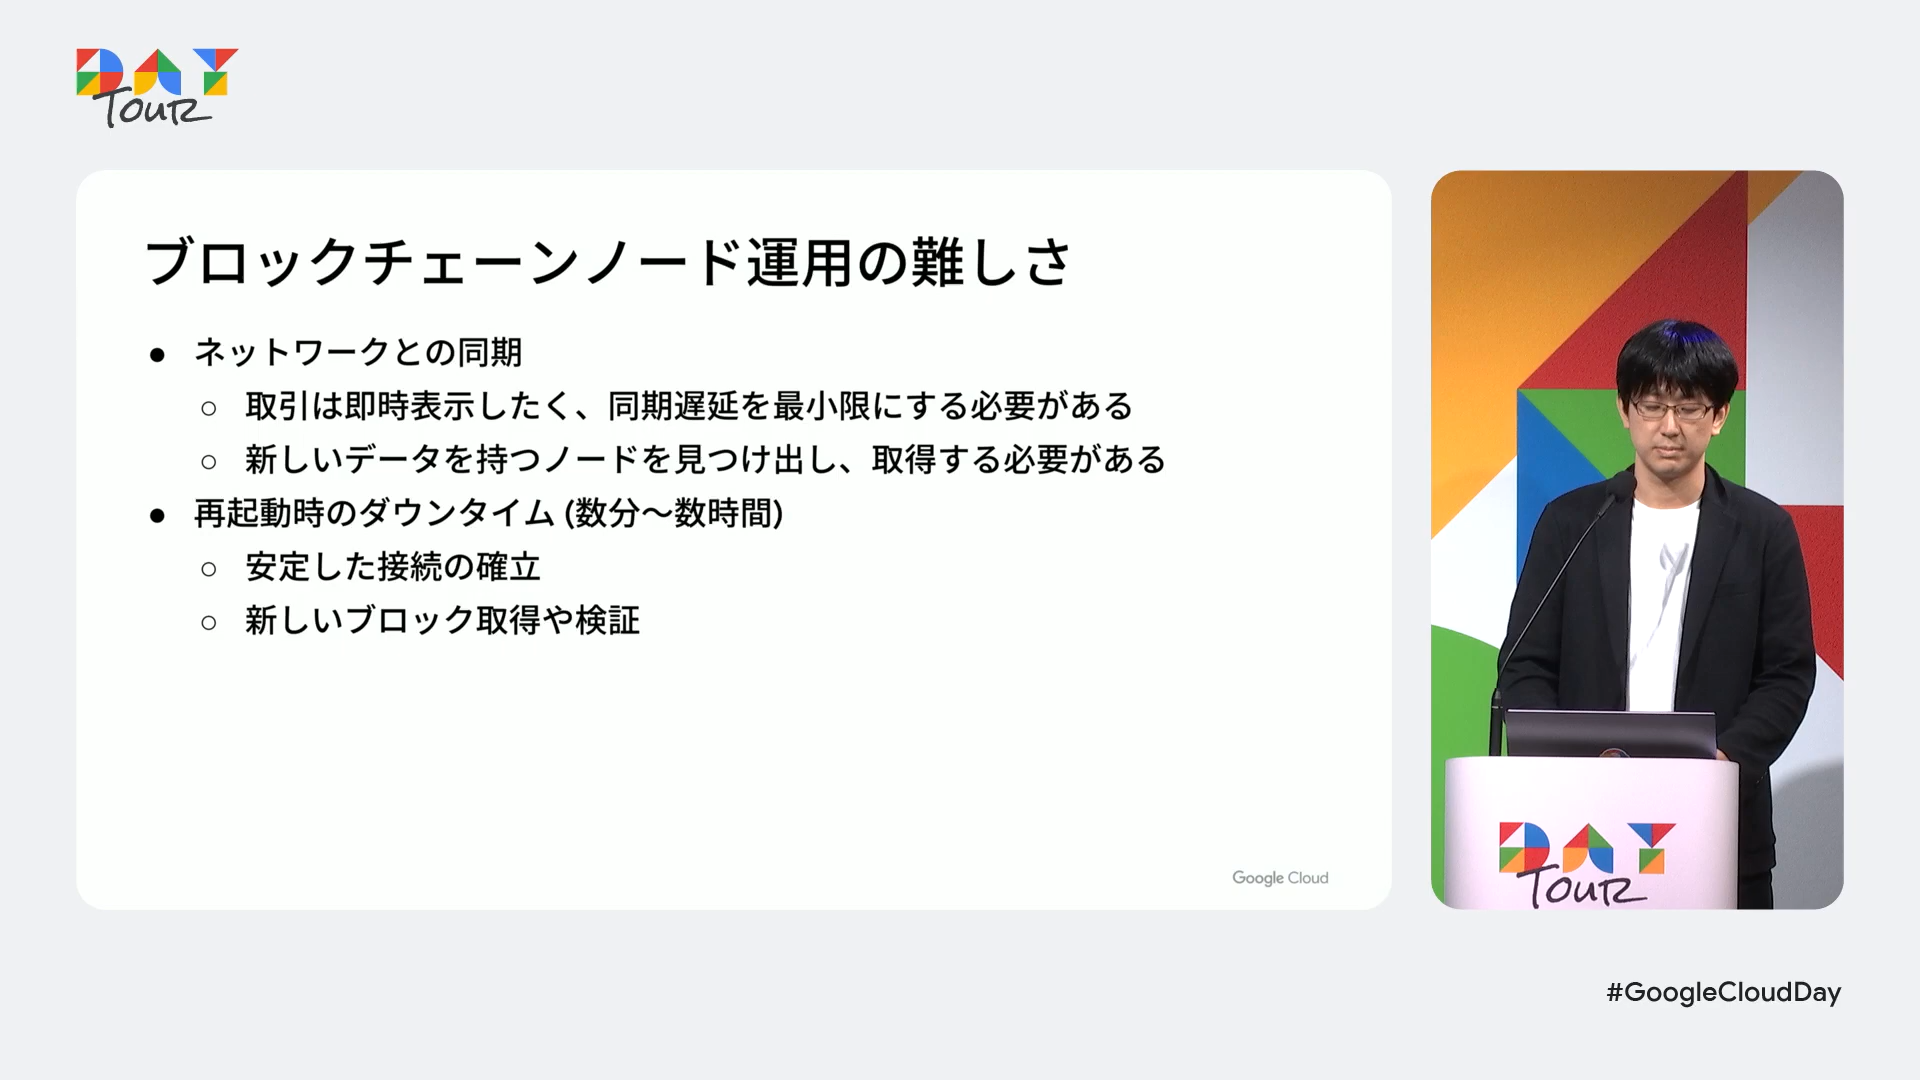 DAY
Tour
ブロックチェーンノード運用の難しさ
● ネットワークとの同期
○ 取引は即時表示したく、同期遅延を最小限にする必要がある
○ 新しいデータを持つノードを見つけ出し、取得する必要がある
● 再起動時のダウンタイム (数分〜数時間)
○ 安定した接続の確立
○ 新しいブロック取得や検証
Google Cloud
DAY
Tour
#GoogleCloudDay